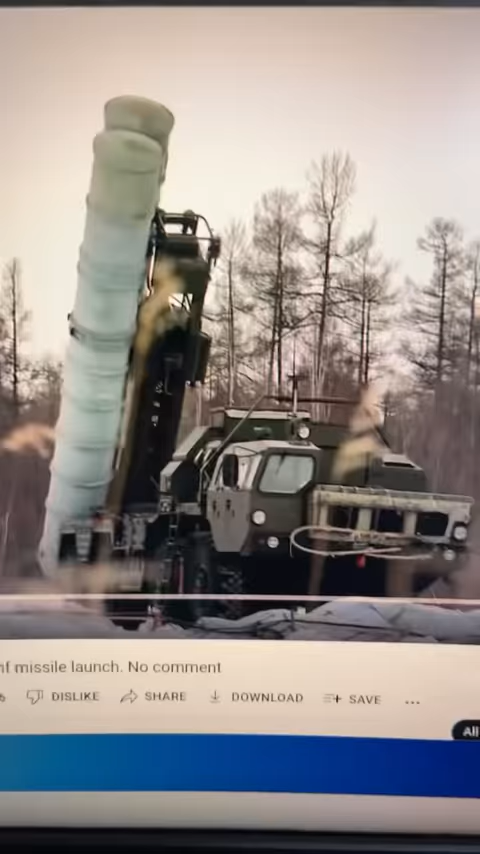 missile launch. No comment
DISLIKE
SHARE
DOWNLOAD
SAVE
All